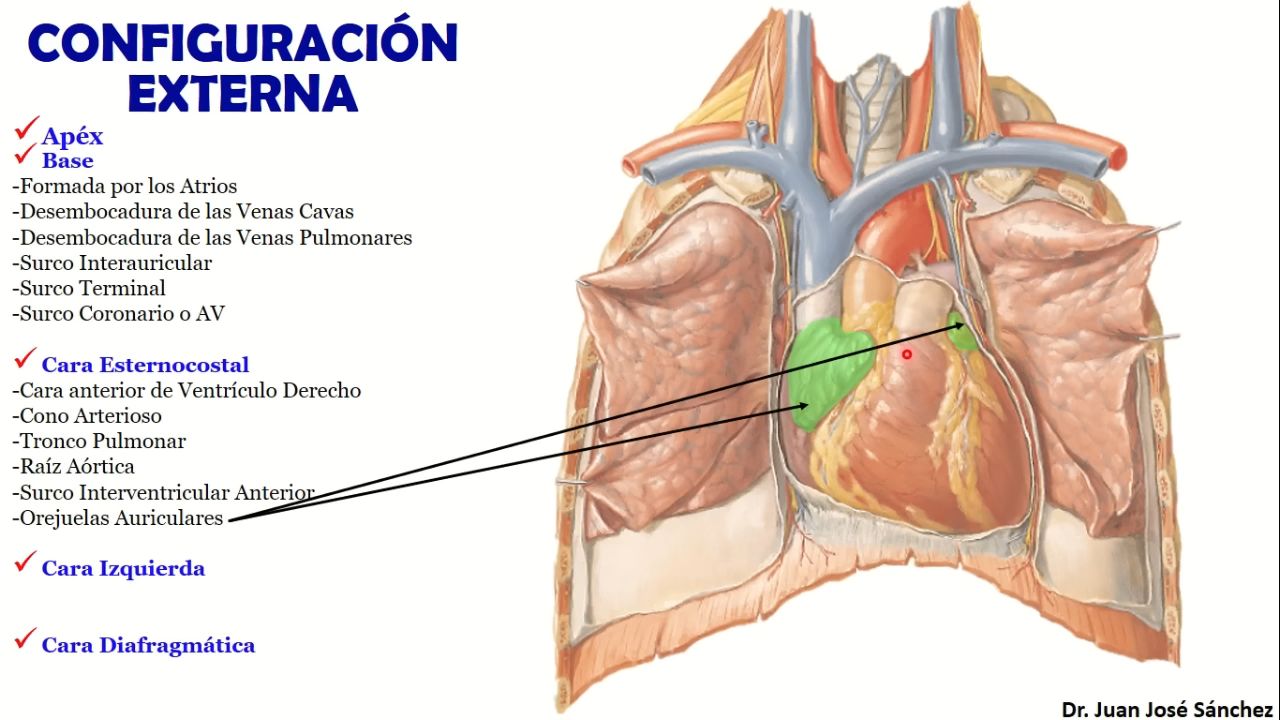 CONFIGURACIÓN
EXTERNA
Apéx
Base
-Formada por los Atrios
-Desembocadura de las Venas Cavas
-Desembocadura de las Venas Pulmonares
-Surco Interauricular
-Surco Terminal
-Surco Coronario o AV
Cara Esternocostal
-Cara anterior de Ventrículo Derecho
-Cono Arterioso
-Tronco Pulmonar
-Raíz Aórtica
-Surco Interventricular Anterior
-Orejuelas Auriculares
Cara Izquierda
Cara Diafragmática
Dr. Juan José Sánchez